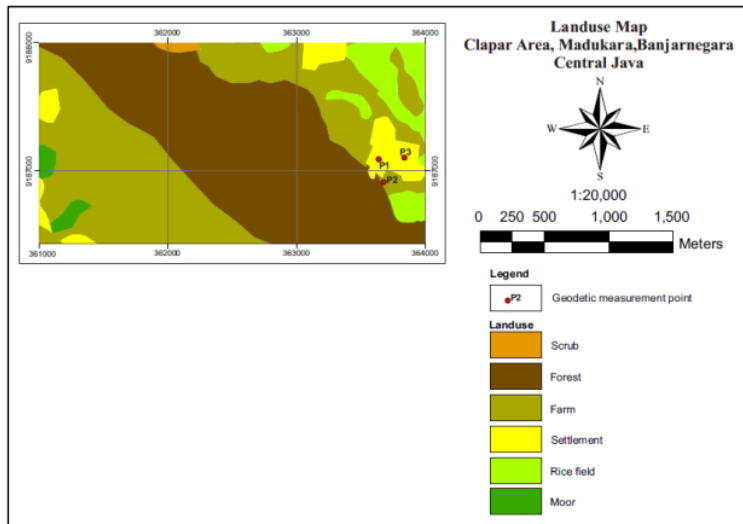 Landuse Map
Clapar Area, Madukara,Banjarnegara
Central Java
N
W E
S
1:20,000
0 250 500 1,000 1,500
Meters
Legend
P2 Geodetic measurement point
Landuse
Scrub
Forest
Farm
Settlement
Rice field
Moor
361000 362000 363000 364000
9188000 9188000
P1 P3
P2
9187000 9187000
361000 362000 363000 364000